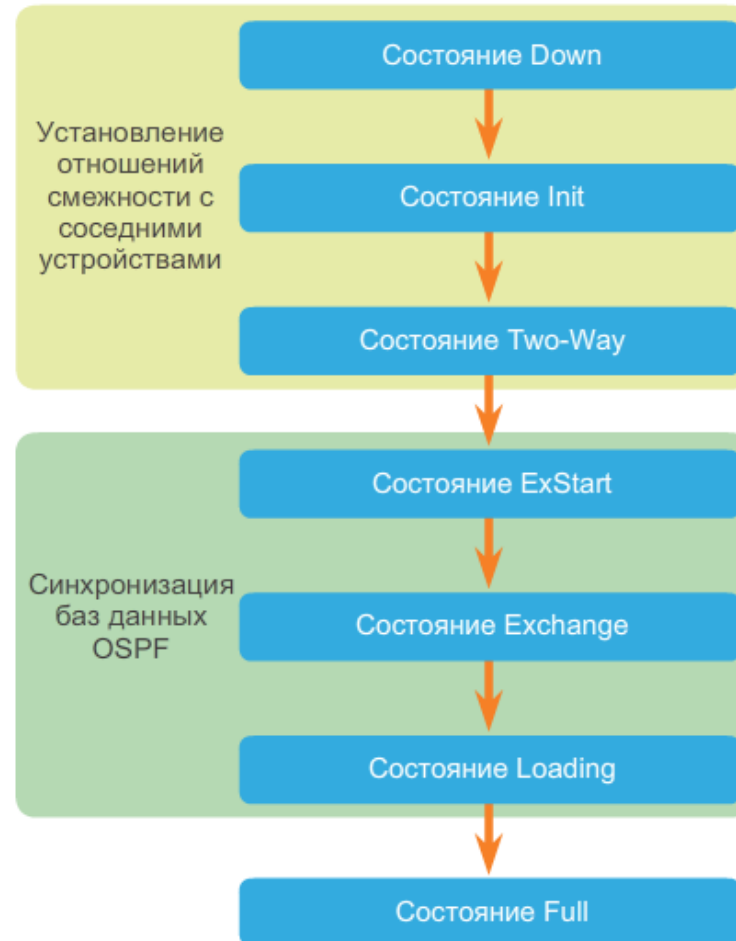 Состояние Down
Установление
отношений
смежности с
соседними
устройствами
Состояние Init
Состояние Two-Way
Состояние ExStart
Синхронизация
баз данных
OSPF
Состояние Exchange
Состояние Loading
Состояние Full